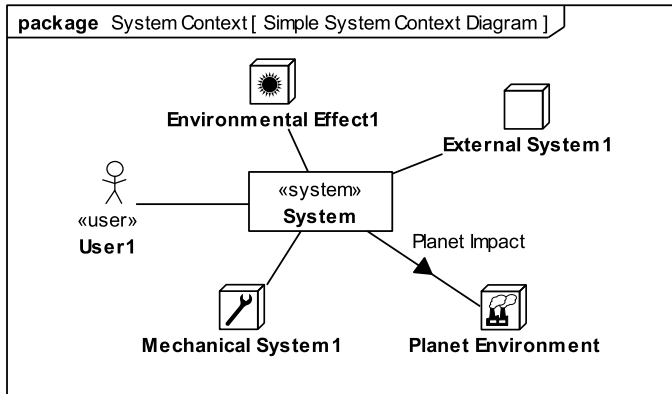 package System Context [ Simple System Context Diagram ]
Environmental Effect1
External System1
«system»
System
«user»
User1
Planet Impact
Mechanical System1
Planet Environment